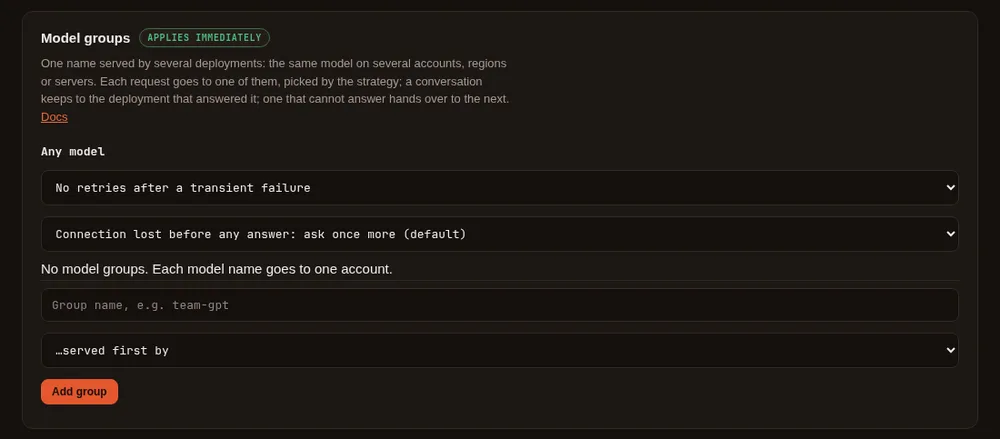 Model groups APPLIES IMMEDIATELY
One name served by several deployments: the same model on several accounts, regions
or servers. Each request goes to one of them, picked by the strategy; a conversation
keeps to the deployment that answered it; one that cannot answer hands over to the next.
Docs
Any model
No retries after a transient failure
Connection lost before any answer: ask once more (default)
No model groups. Each model name goes to one account.
Group name, e.g. team-gpt
…served first by
Add group